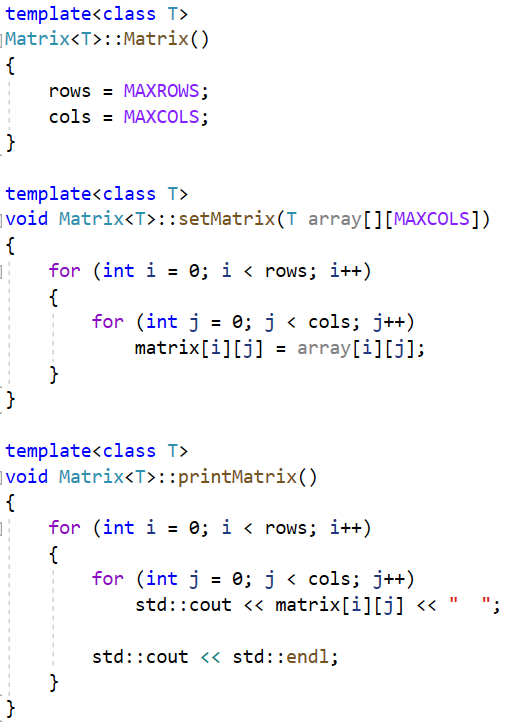 template<class T>
Matrix<T>::Matrix()
{
    rows = MAXROWS;
    cols = MAXCOLS;
}

template<class T>
void Matrix<T>::setMatrix(T array[][MAXCOLS])
{
    for (int i = 0; i < rows; i++)
    {
        for (int j = 0; j < cols; j++)
            matrix[i][j] = array[i][j];
    }
}

template<class T>
void Matrix<T>::printMatrix()
{
    for (int i = 0; i < rows; i++)
    {
        for (int j = 0; j < cols; j++)
            std::cout << matrix[i][j] << "  ";

        std::cout << std::endl;
    }
}